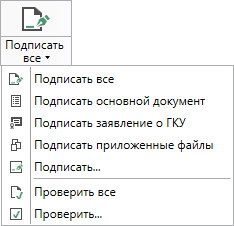 Подписать
все
Подписать все
Подписать основной документ
Подписать заявление о ГКУ
Подписать приложенные файлы
Подписать...
Проверить все
Проверить...